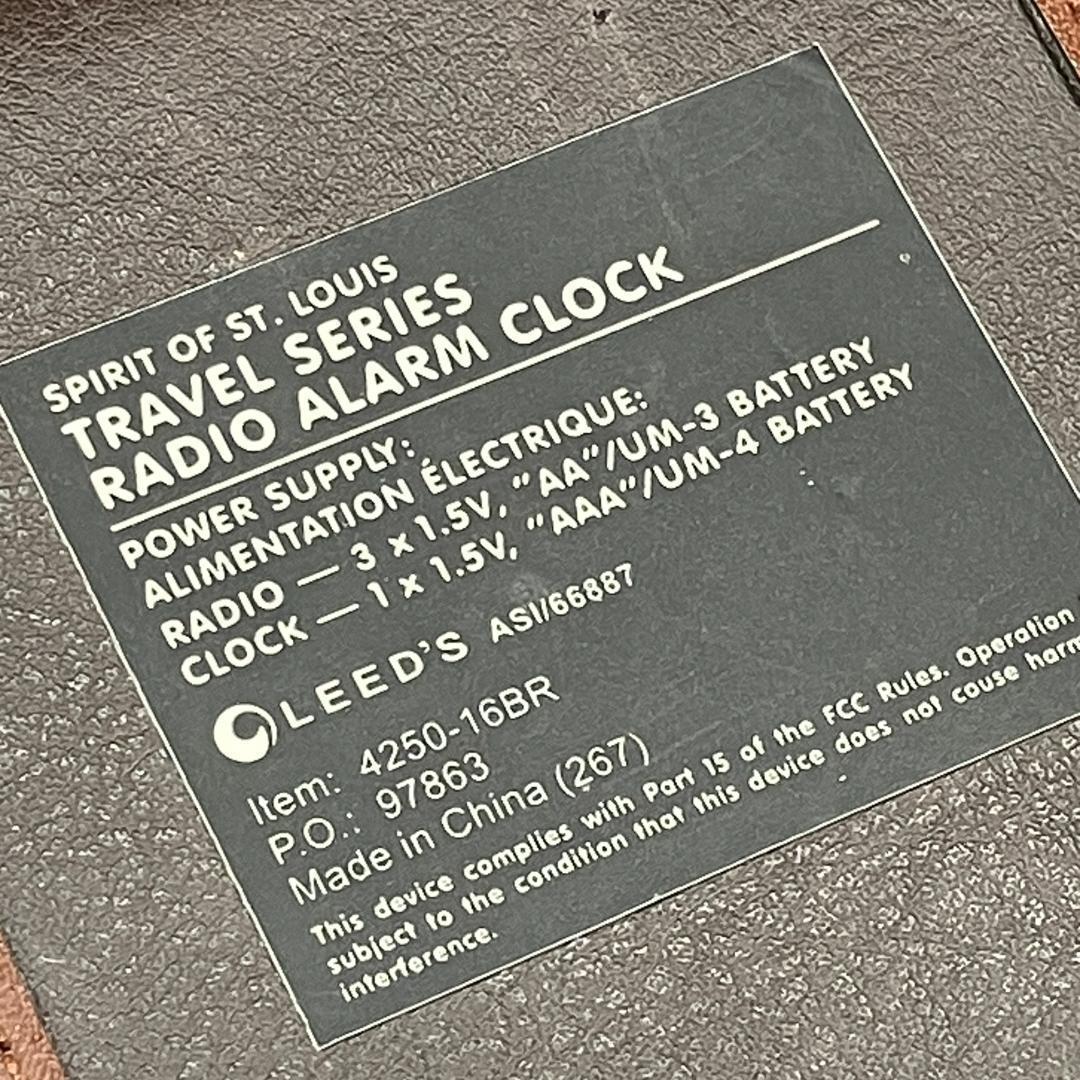 SPIRIT OF ST. LOUIS
TRAVEL SERIES
RADIO ALARM CLOCK
POWER SUPPLY:
ALIMENTATION ÉLECTRIQUE:
RADIO — 3 x 1.5V, "AA"/UM-3 BATTERY
CLOCK — 1 x 1.5V, "AAA"/UM-4 BATTERY
LEED'S ASI/66887
Item: 4250-16BR
P.O.: 97863
Made in China (267)
This device complies with Part 15 of the FCC Rules. Operation
subject to the condition that this device does not couse harm
interference.